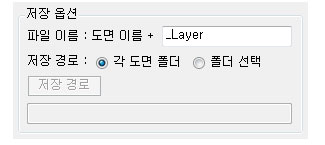 저장 옵션
파일 이름 : 도면 이름 + _Layer
저장 경로 : 각 도면 폴더 폴더 선택
저장 경로